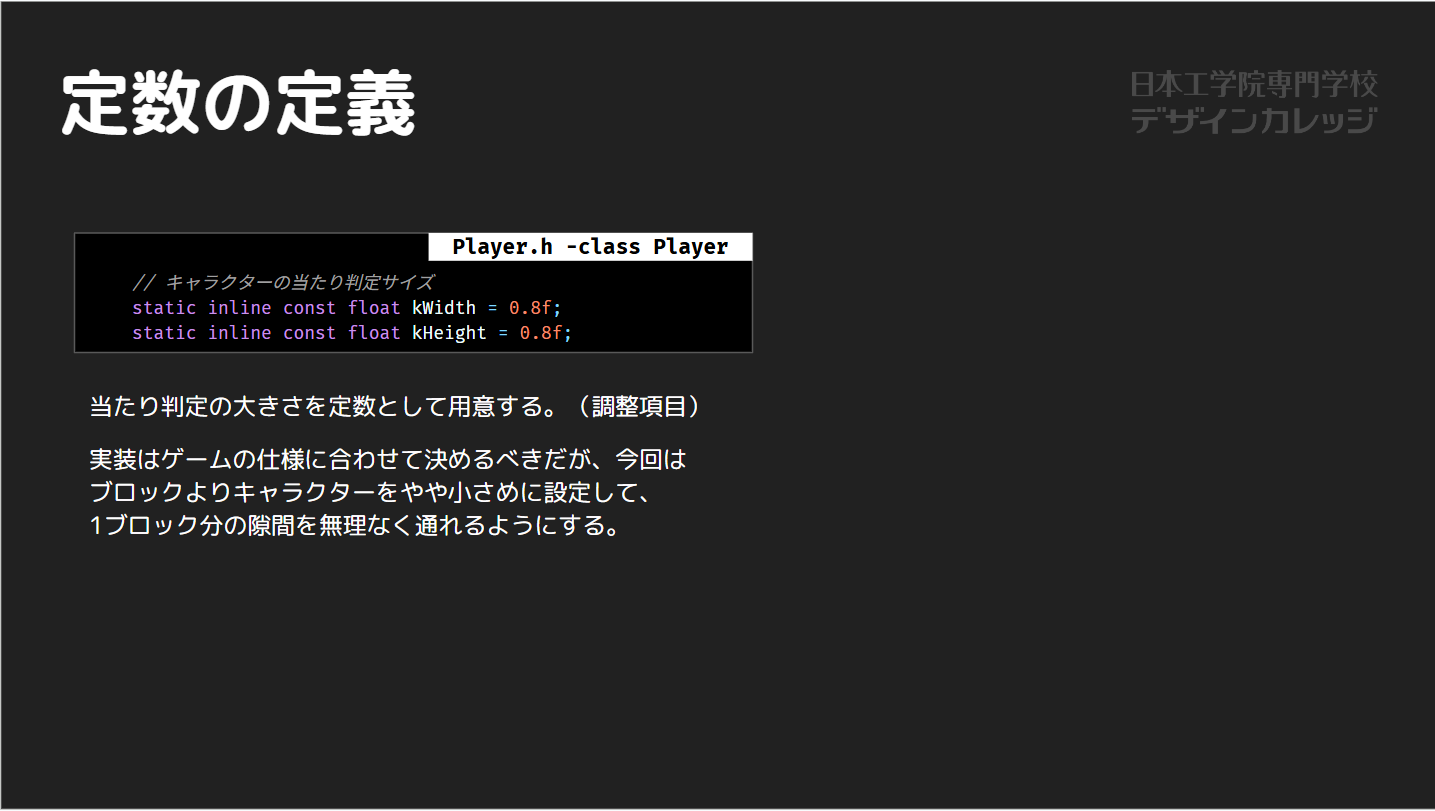 定数の定義
日本工学院専門学校
デザインカレッジ
Player.h -class Player
// キャラクターの当たり判定サイズ
static inline const float kWidth = 0.8f;
static inline const float kHeight = 0.8f;
当たり判定の大きさを定数として用意する。（調整項目）
実装はゲームの仕様に合わせて決めるべきだが、今回は
ブロックよりキャラクターをやや小さめに設定して、
1ブロック分の隙間を無理なく通れるようにする。